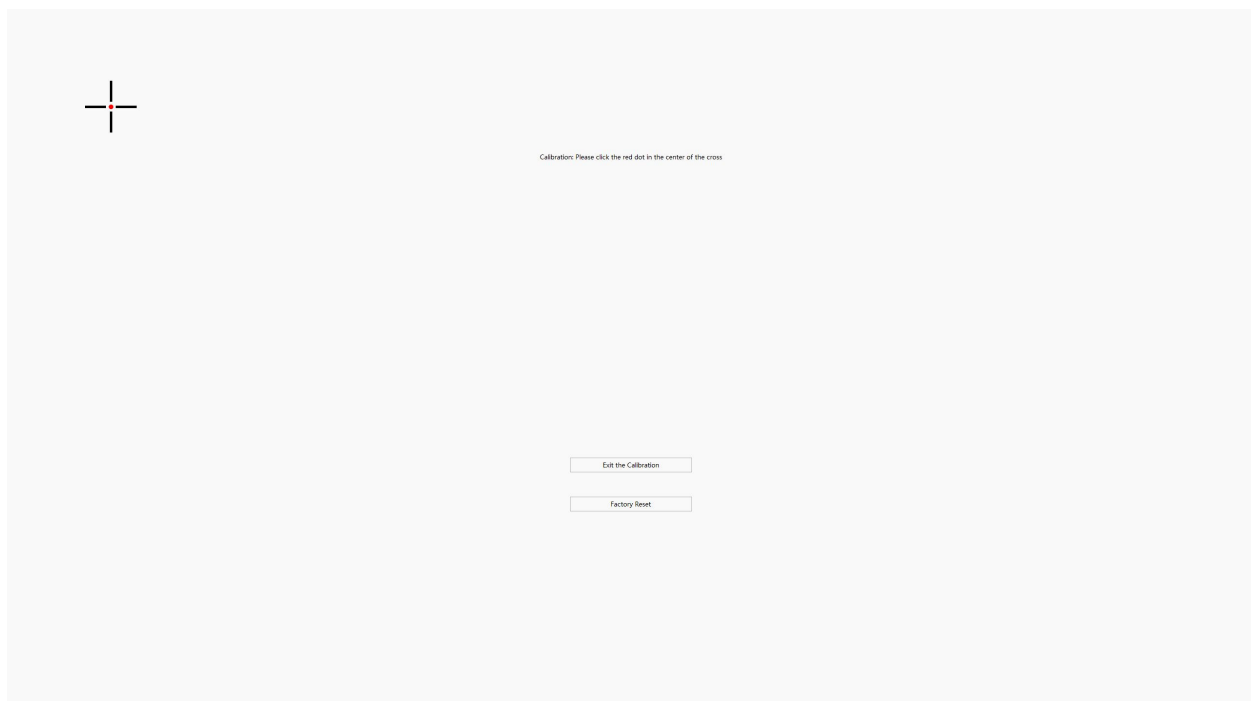 Calibration: Please click the red dot in the center of the cross
Exit the Calibration
Factory Reset